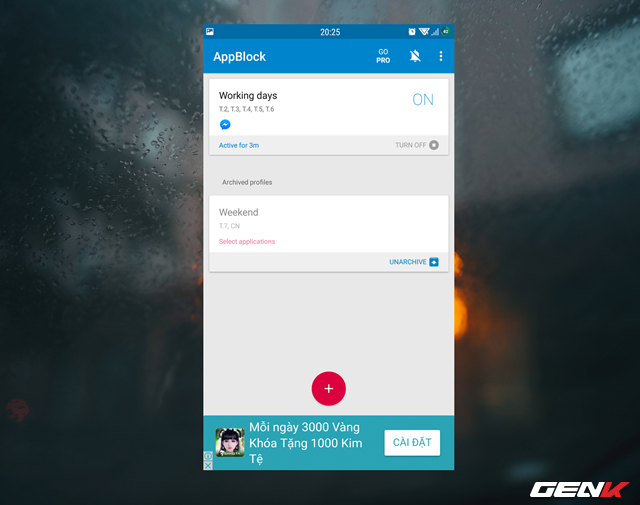 20:25
AppBlock
GO
PRO
Working days
ON
T.2, T.3, T.4, T.5, T.6
Active for 3m
TURN OFF
Archived profiles
Weekend
T.7, CN
Select applications
UNARCHIVE
+
Mỗi ngày 3000 Vàng
Khóa Tặng 1000 Kim
Tệ
CÀI ĐẶT
GENK